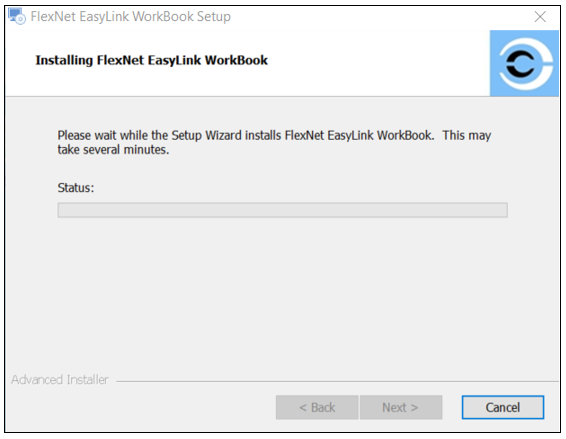 FlexNet EasyLink WorkBook Setup
Installing FlexNet EasyLink WorkBook
Please wait while the Setup Wizard installs FlexNet EasyLink WorkBook. This may
take several minutes.
Status:
Advanced Installer
< Back Next > Cancel